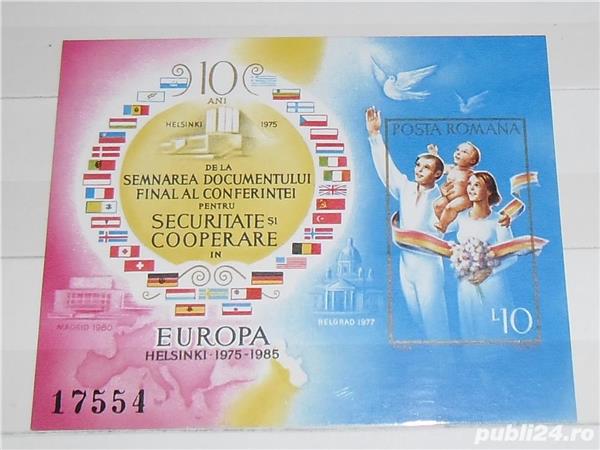 10
ANI
HELSINKI 1975
DE LA
SEMNAREA DOCUMENTULUI
FINAL AL CONFERINȚEI
PENTRU
SECURITATE ȘI
COOPERARE
IN
EUROPA
HELSINKI · 1975-1985
MADRID 1980
BELGRAD 1977
17554
POSTA ROMANA
L10
publi24.ro